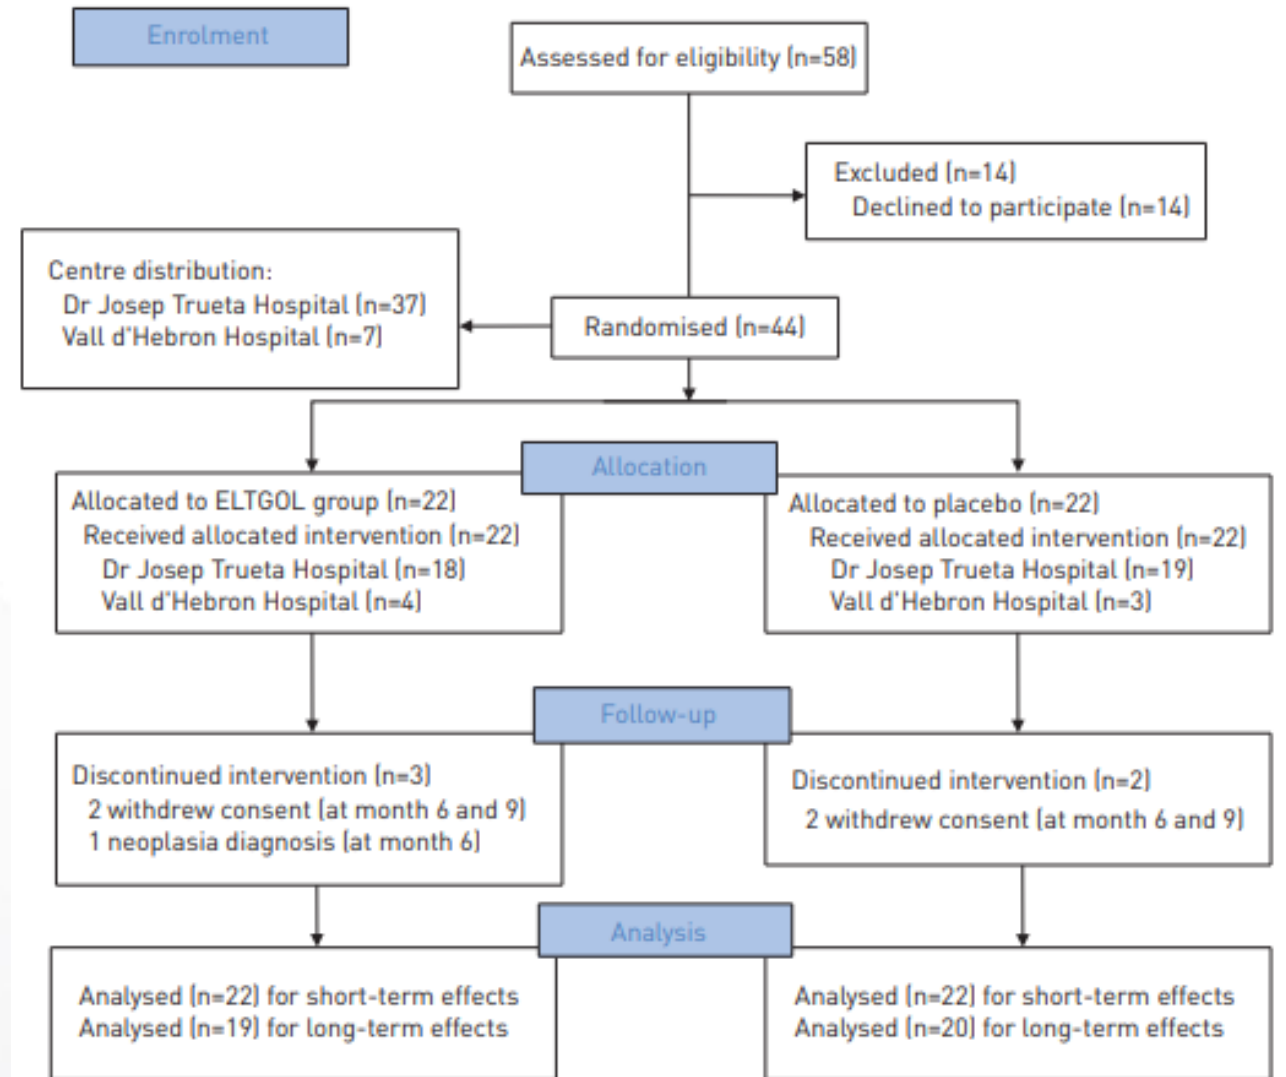 Enrolment
Assessed for eligibility (n=58)
Excluded (n=14)
Declined to participate (n=14)
Centre distribution:
Dr Josep Trueta Hospital (n=37)
Vall d'Hebron Hospital (n=7)
Randomised (n=44)
Allocation
Allocated to ELTGOL group (n=22)
Received allocated intervention (n=22)
Dr Josep Trueta Hospital (n=18)
Vall d'Hebron Hospital (n=4)
Allocated to placebo (n=22)
Received allocated intervention (n=22)
Dr Josep Trueta Hospital (n=19)
Vall d'Hebron Hospital (n=3)
Follow-up
Discontinued intervention (n=3)
2 withdrew consent (at month 6 and 9)
1 neoplasia diagnosis (at month 6)
Discontinued intervention (n=2)
2 withdrew consent (at month 6 and 9)
Analysis
Analysed (n=22) for short-term effects
Analysed (n=19) for long-term effects
Analysed (n=22) for short-term effects
Analysed (n=20) for long-term effects